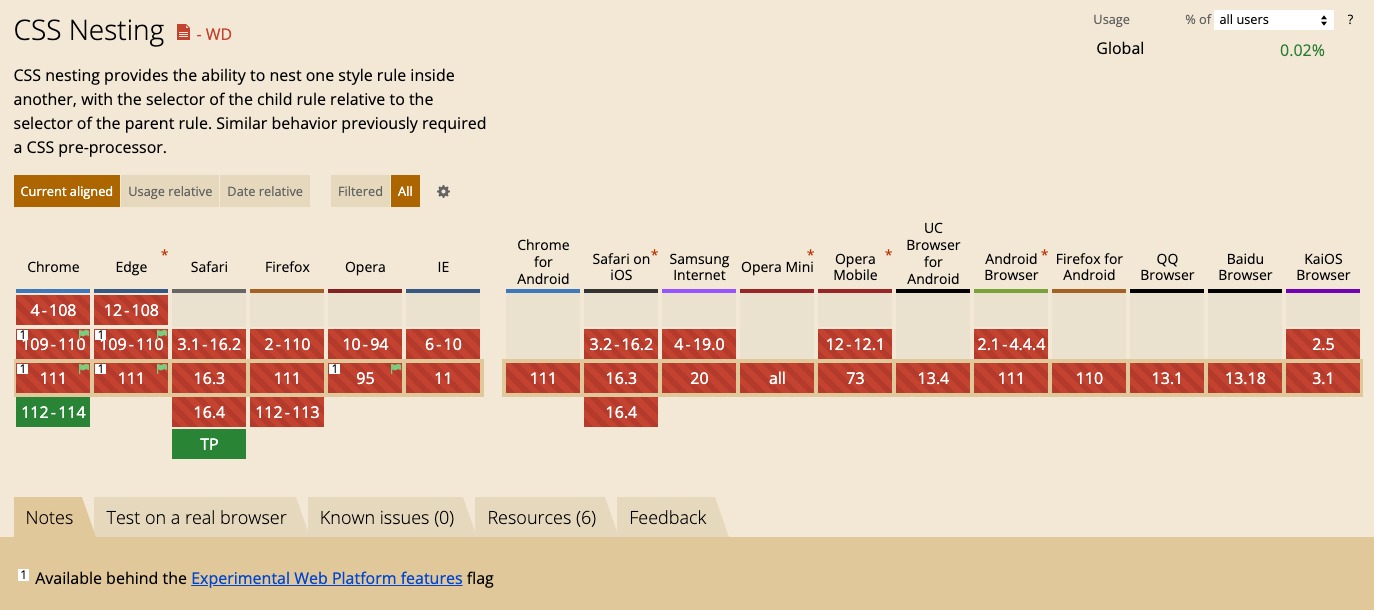 CSS Nesting - WD
Usage % of all users ?
Global 0.02%
CSS nesting provides the ability to nest one style rule inside
another, with the selector of the child rule relative to the
selector of the parent rule. Similar behavior previously required
a CSS pre-processor.
Current aligned Usage relative Date relative Filtered All
Chrome
Edge *
Safari
Firefox
Opera
IE
Chrome
for
Android
Safari on *
iOS
Samsung
Internet
Opera Mini *
Opera *
Mobile
UC
Browser
for
Android
Android *
Browser
Firefox for
Android
QQ
Browser
Baidu
Browser
KaiOS
Browser
4-108 12-108
1 109-110 1 109-110 3.1-16.2 2-110 10-94 6-10 3.2-16.2 4-19.0 12-12.1 2.1-4.4.4 2.5
1 111 1 111 16.3 111 1 95 11 111 16.3 20 all 73 13.4 111 110 13.1 13.18 3.1
112-114 16.4 112-113 16.4
TP
Notes Test on a real browser Known issues (0) Resources (6) Feedback
1 Available behind the Experimental Web Platform features flag